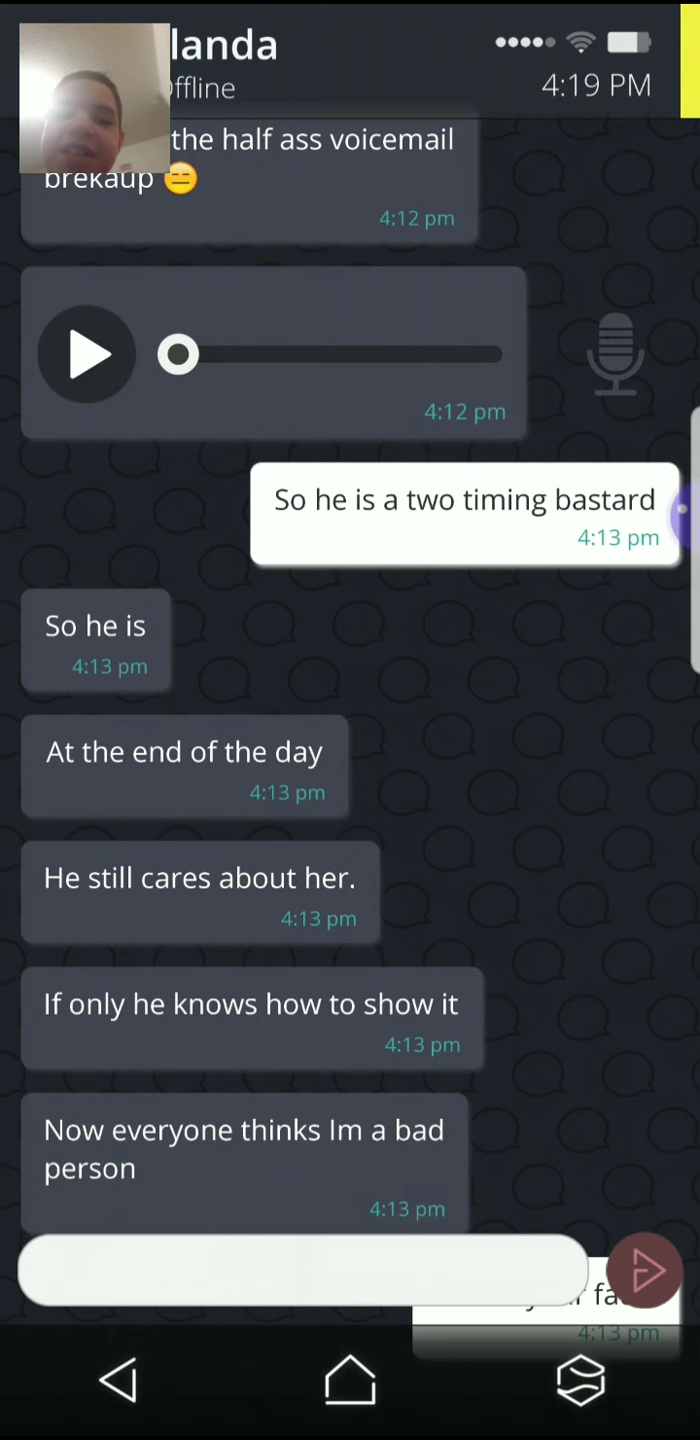 landa
ffline
4:19 PM
the half ass voicemail
brekaup 😑
4:12 pm
4:12 pm
So he is a two timing bastard
4:13 pm
So he is
4:13 pm
At the end of the day
4:13 pm
He still cares about her.
4:13 pm
If only he knows how to show it
4:13 pm
Now everyone thinks Im a bad
person
4:13 pm
4:13 pm